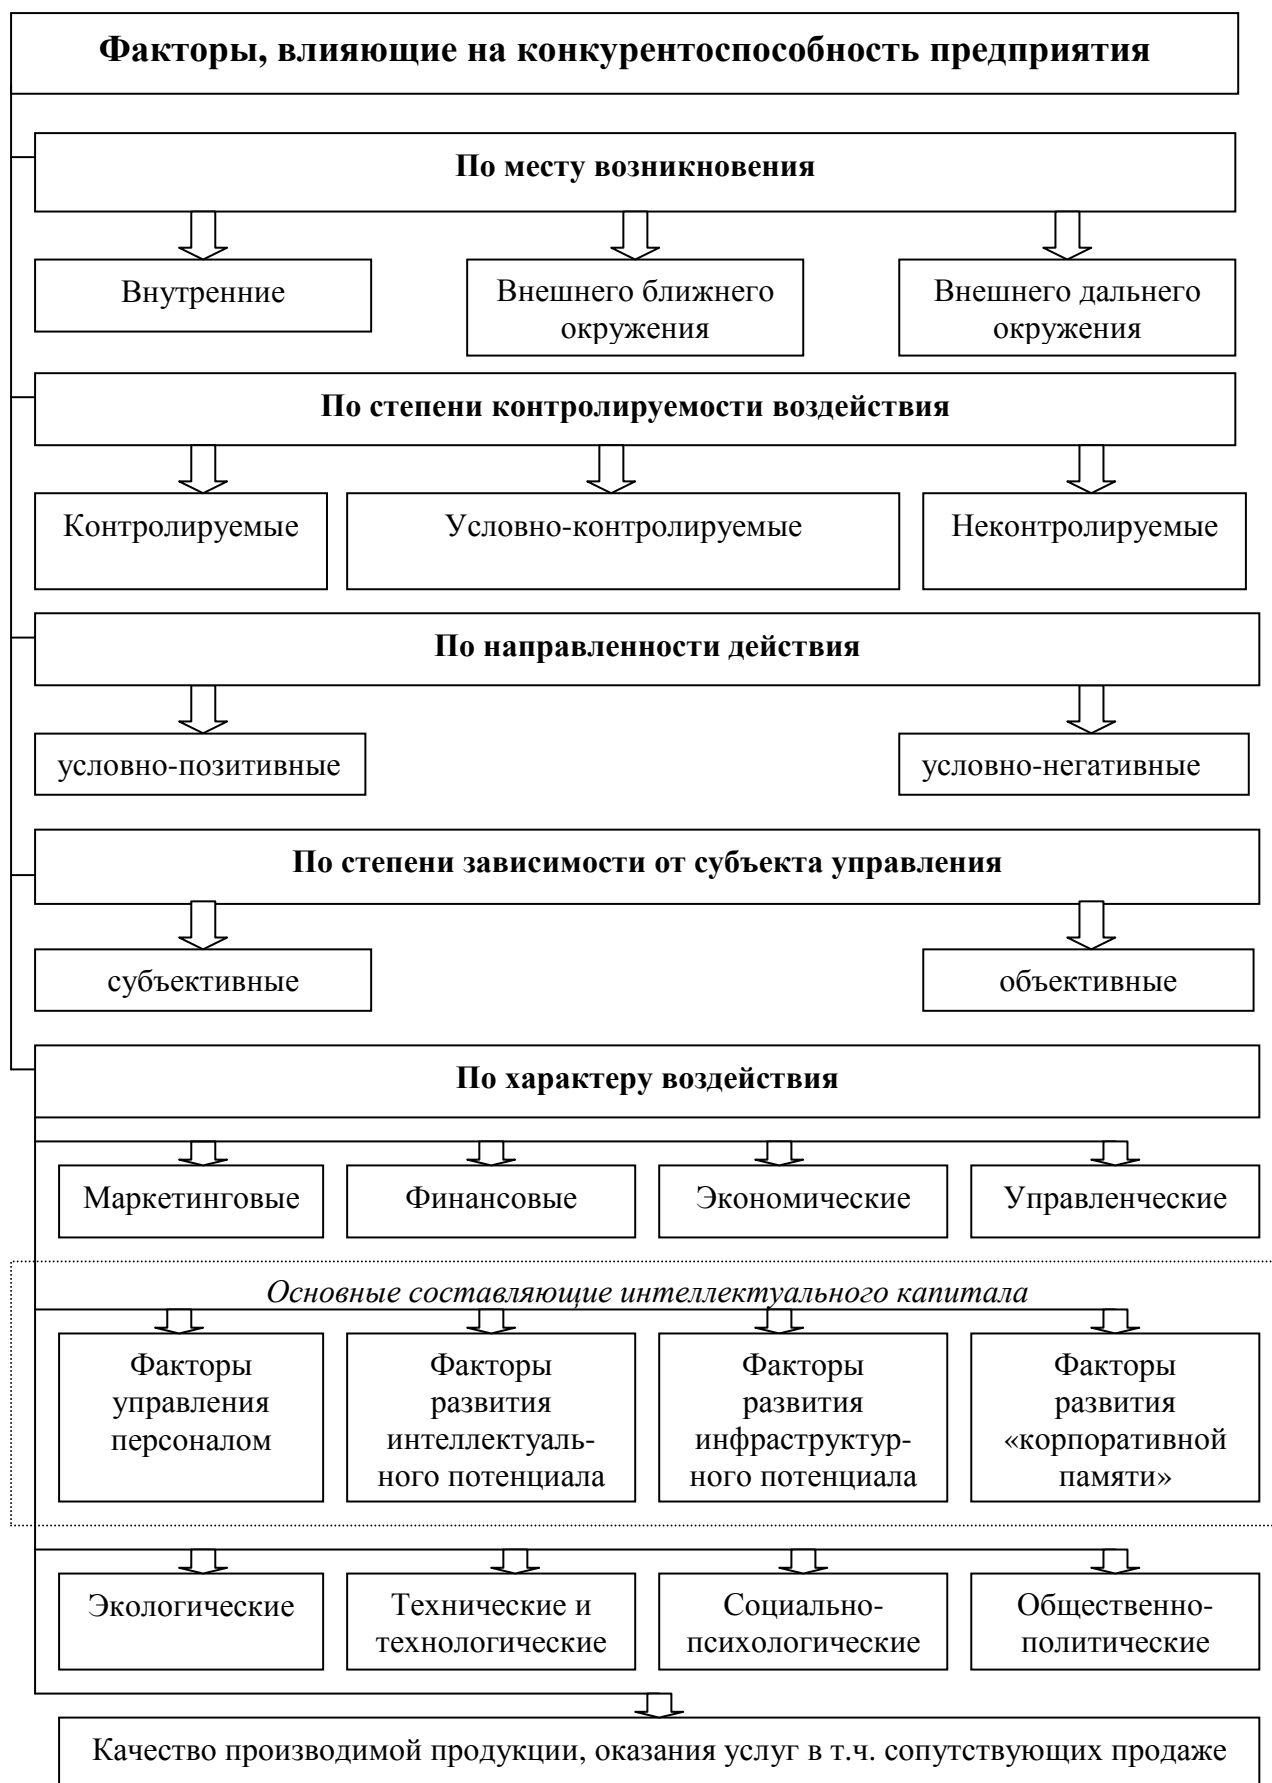 Факторы, влияющие на конкурентоспособность предприятия
По месту возникновения
Внутренние
Внешнего ближнего
окружения
Внешнего дальнего
окружения
По степени контролируемости воздействия
Контролируемые
Условно-контролируемые
Неконтролируемые
По направленности действия
условно-позитивные
условно-негативные
По степени зависимости от субъекта управления
субъективные
объективные
По характеру воздействия
Маркетинговые
Финансовые
Экономические
Управленческие
Основные составляющие интеллектуального капитала
Факторы
управления
персоналом
Факторы
развития
интеллектуаль-
ного потенциала
Факторы
развития
инфраструктур-
ного потенциала
Факторы
развития
«корпоративной
памяти»
Экологические
Технические и
технологические
Социально-
психологические
Общественно-
политические
Качество производимой продукции, оказания услуг в т.ч. сопутствующих продаже